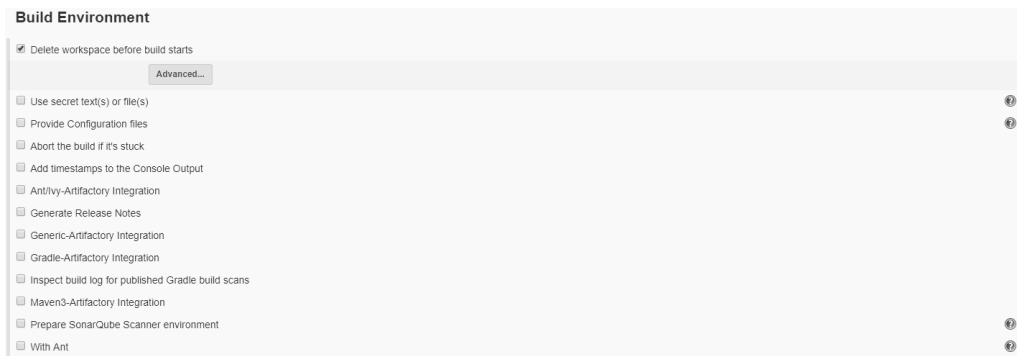 Build Environment
Delete workspace before build starts
Advanced...
Use secret text(s) or file(s)
Provide Configuration files
Abort the build if it's stuck
Add timestamps to the Console Output
Ant/Ivy-Artifactory Integration
Generate Release Notes
Generic-Artifactory Integration
Gradle-Artifactory Integration
Inspect build log for published Gradle build scans
Maven3-Artifactory Integration
Prepare SonarQube Scanner environment
With Ant